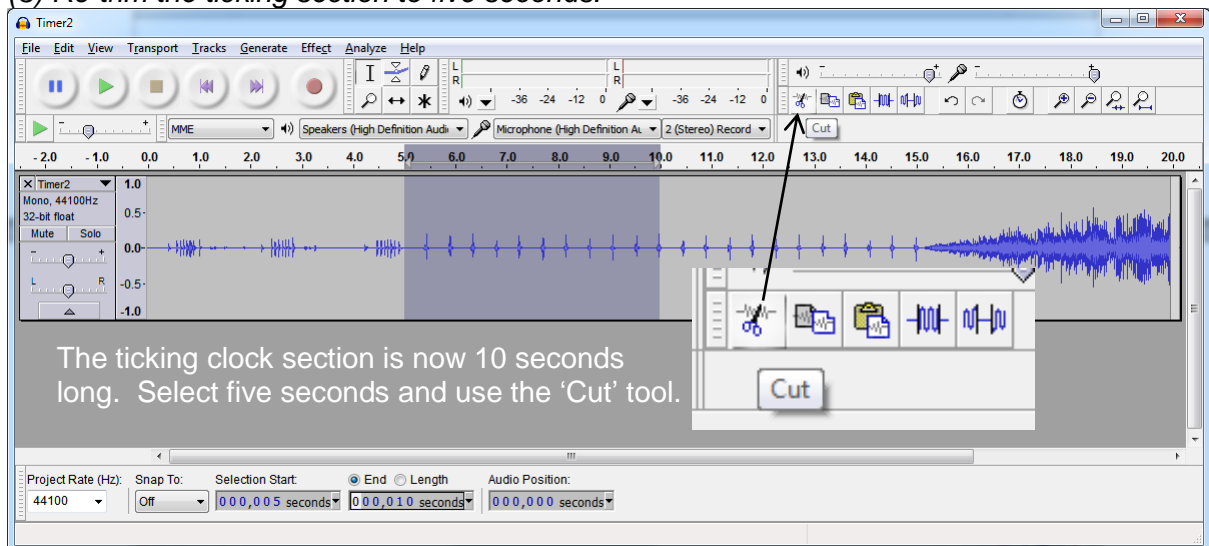 (8) Re-trim the ticking section to five seconds.
Timer2
File Edit View Transport Tracks Generate Effect Analyze Help
L
R
-36 -24 -12 0
L
R
-36 -24 -12 0
MME
Speakers (High Definition Audi
Microphone (High Definition Au
2 (Stereo) Record
Cut
- 2.0 - 1.0 0.0 1.0 2.0 3.0 4.0 5.0 6.0 7.0 8.0 9.0 10.0 11.0 12.0 13.0 14.0 15.0 16.0 17.0 18.0 19.0 20.0
X Timer2
Mono, 44100Hz
32-bit float
Mute Solo
- +
L R
1.0
0.5
0.0
-0.5
-1.0
The ticking clock section is now 10 seconds
long. Select five seconds and use the ‘Cut’ tool.
Cut
Project Rate (Hz): Snap To: Selection Start: End Length Audio Position:
44100 Off 000,005 seconds 000,010 seconds 000,000 seconds